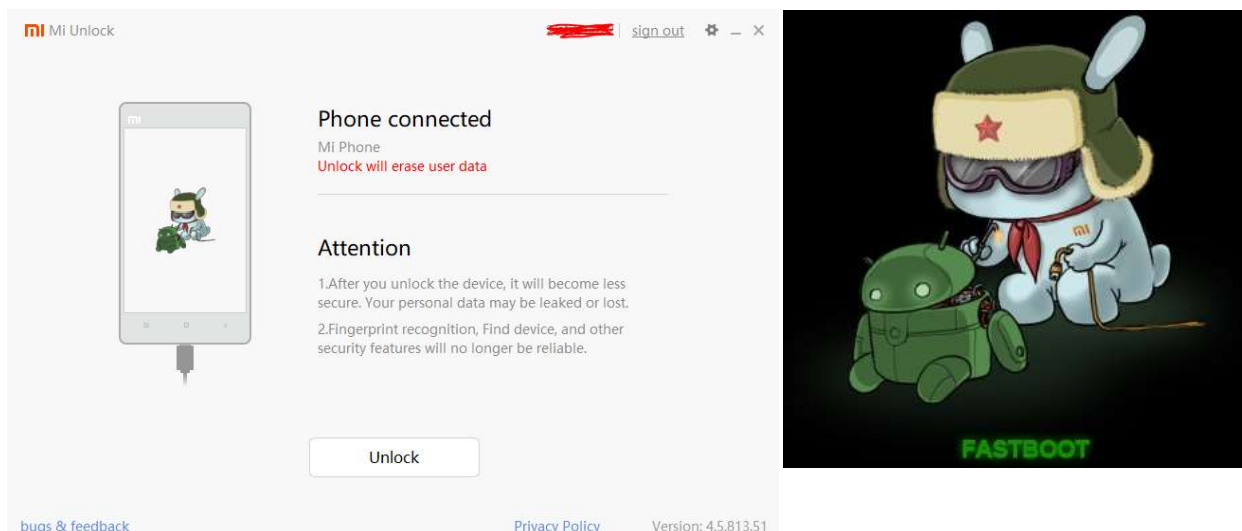 mi Mi Unlock
sign out
mi
Phone connected
Mi Phone
Unlock will erase user data
Attention
1.After you unlock the device, it will become less
secure. Your personal data may be leaked or lost.
2.Fingerprint recognition, Find device, and other
security features will no longer be reliable.
Unlock
bugs & feedback
Privacy Policy
Version: 4.5.813.51
mi
FASTBOOT